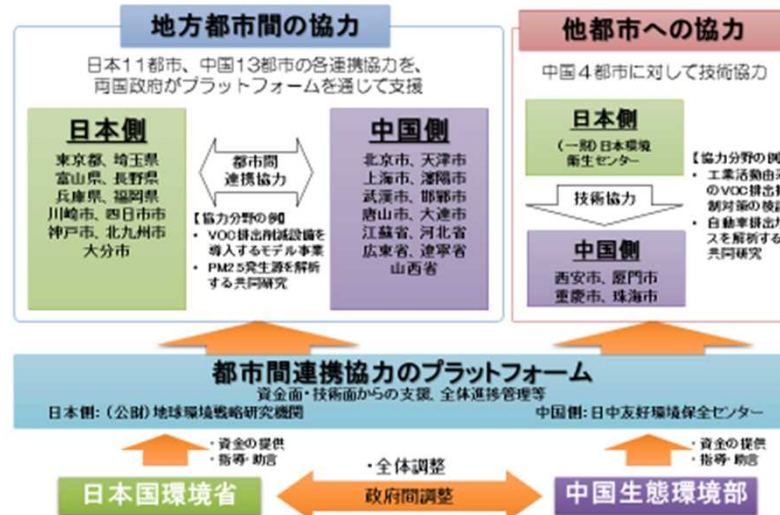 地方都市間の協力
日本11都市、中国13都市の各連携協力を、
両国政府がプラットフォームを通じて支援
日本側
東京都、埼玉県
富山県、長野県
兵庫県、福岡県
川崎市、四日市市
神戸市、北九州市
大分市
都市間
連携協力
【協力分野の例】
・ VOC排出削減設備を
導入するモデル事業
・ PM2.5発生源を解析
する共同研究
中国側
北京市、天津市
上海市、瀋陽市
武漢市、邯鄲市
唐山市、大連市
江蘇省、河北省
広東省、遼寧省
山西省
他都市への協力
中国4都市に対して技術協力
日本側
(一財)日本環境
衛生センター
技術協力
中国側
西安市、厦門市
重慶市、珠海市
【協力分野の例
・ 工業活動由
のVOC排出
制対策の検
・ 自動車排出
スを解析する
共同研究
都市間連携協力のプラットフォーム
資金面・技術面からの支援、全体進捗管理等
日本側:(公財)地球環境戦略研究機関
中国側:日中友好環境保全センター
・資金の提供
・指導・助言
・資金の提供
・指導・助言
日本国環境省
・全体調整
政府間調整
中国生態環境部